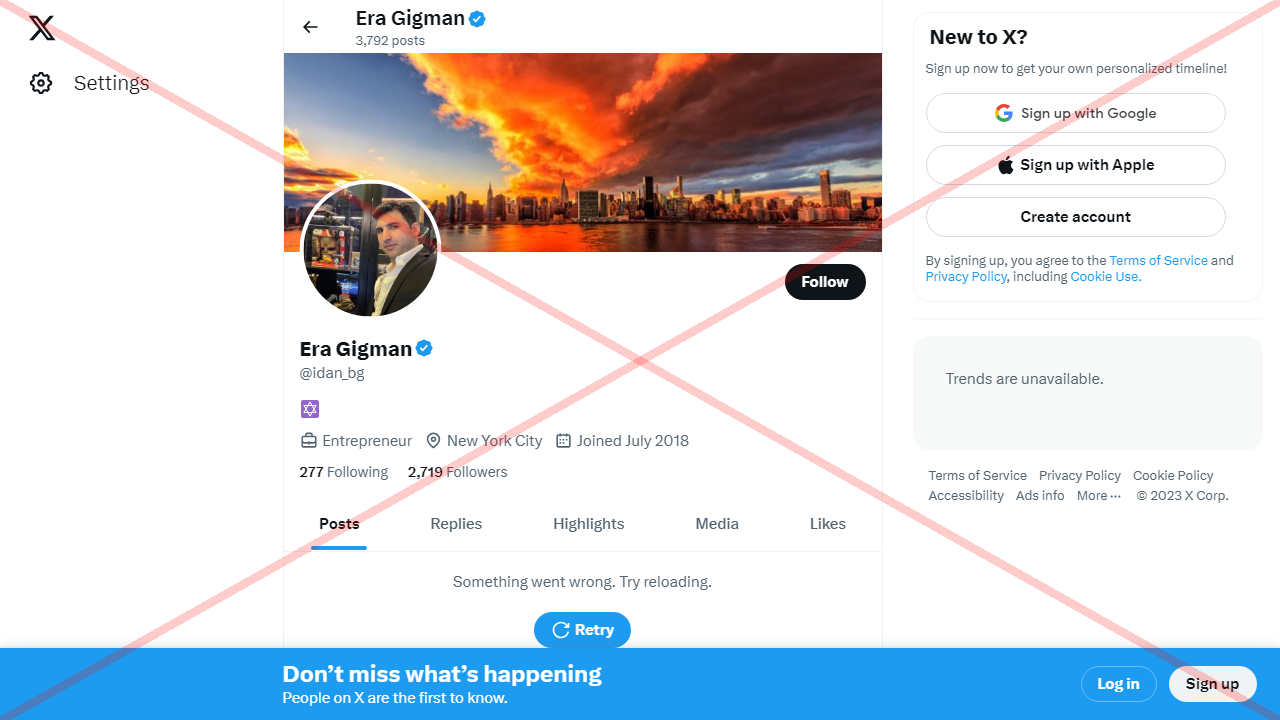 Settings
Era Gigman
3,792 posts
Follow
Era Gigman
@idan_bg
✡️
Entrepreneur New York City Joined July 2018
277 Following 2,719 Followers
Posts Replies Highlights Media Likes
Something went wrong. Try reloading.
Retry
New to X?
Sign up now to get your own personalized timeline!
Sign up with Google
Sign up with Apple
Create account
By signing up, you agree to the Terms of Service and
Privacy Policy, including Cookie Use.
Trends are unavailable.
Terms of Service Privacy Policy Cookie Policy
Accessibility Ads info More ··· © 2023 X Corp.
Don’t miss what’s happening
People on X are the first to know.
Log in Sign up